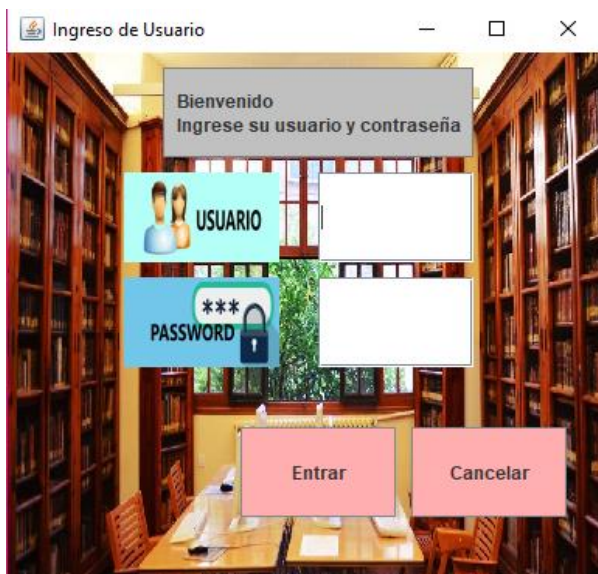 Ingreso de Usuario
Bienvenido
Ingrese su usuario y contraseña
USUARIO
***
PASSWORD
Entrar
Cancelar